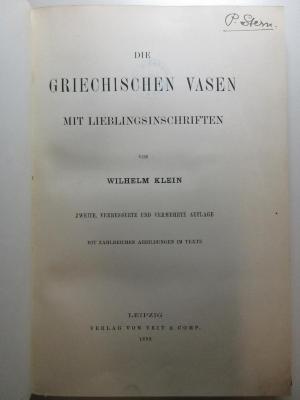 P. Stern.
DIE
GRIECHISCHEN VASEN
MIT LIEBLINGSINSCHRIFTEN
VON
WILHELM KLEIN
ZWEITE, VERBESSERTE UND VERMEHRTE AUFLAGE
MIT ZAHLREICHEN ABBILDUNGEN IM TEXTE
LEIPZIG
VERLAG VON VEIT & COMP.
1898